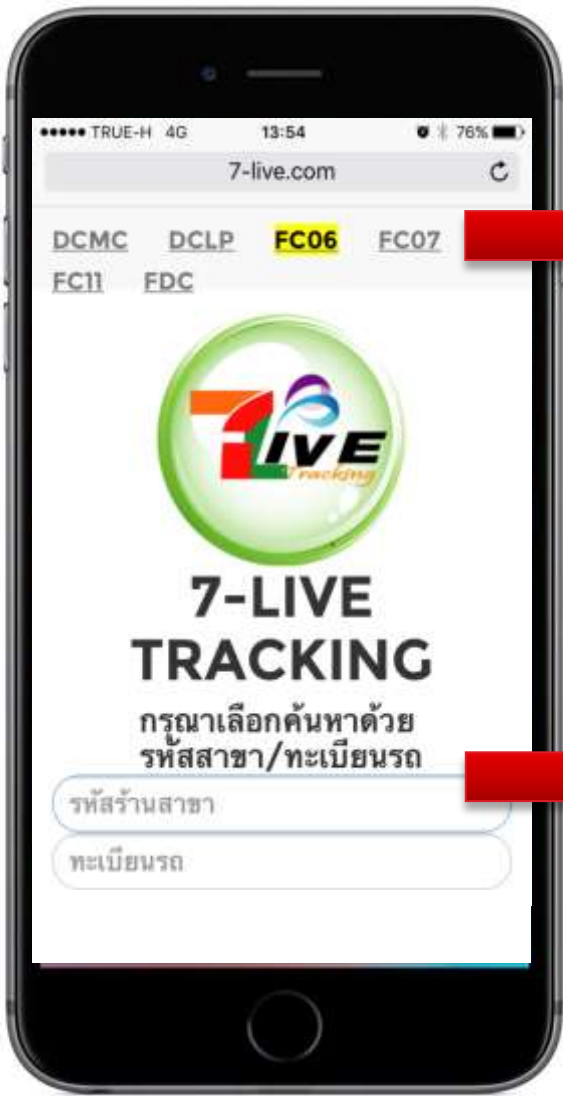 TRUE-H 4G 13:54 76%
7-live.com
DCMC DCLP FC06 FC07
FC11 FDC
7LIVE
Tracking
7-LIVE
TRACKING
กรุณาเลือกค้นหาด้วย
รหัสสาขา/ทะเบียนรถ
รหัสร้านสาขา
ทะเบียนรถ